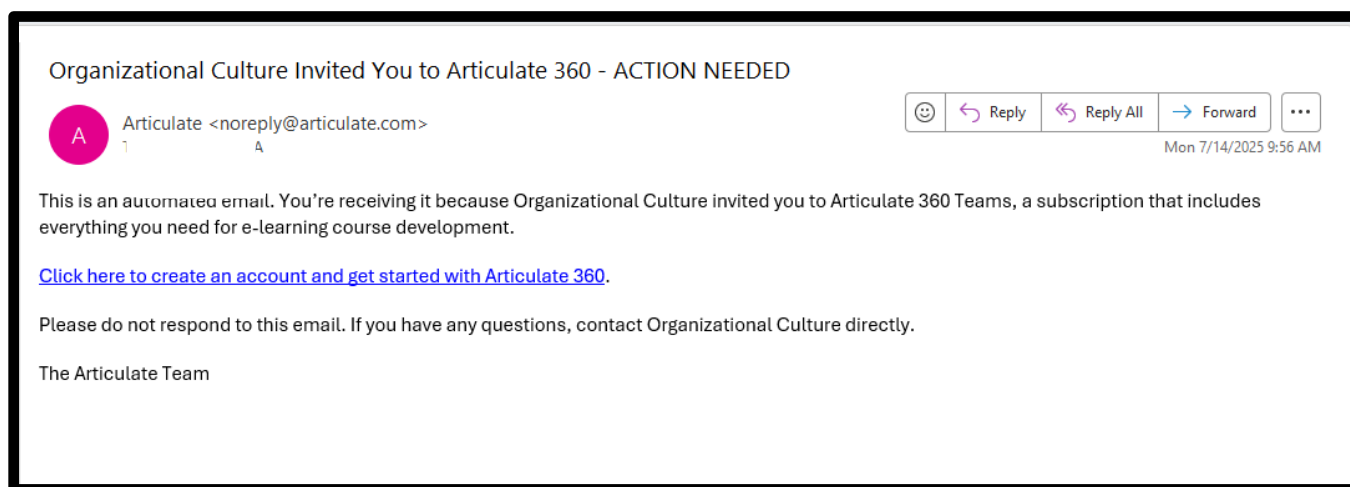 Organizational Culture Invited You to Articulate 360 - ACTION NEEDED
A
Articulate <noreply@articulate.com>
Reply
Reply All
Forward
Mon 7/14/2025 9:56 AM
This is an automated email. You’re receiving it because Organizational Culture invited you to Articulate 360 Teams, a subscription that includes
everything you need for e-learning course development.
Click here to create an account and get started with Articulate 360.
Please do not respond to this email. If you have any questions, contact Organizational Culture directly.
The Articulate Team